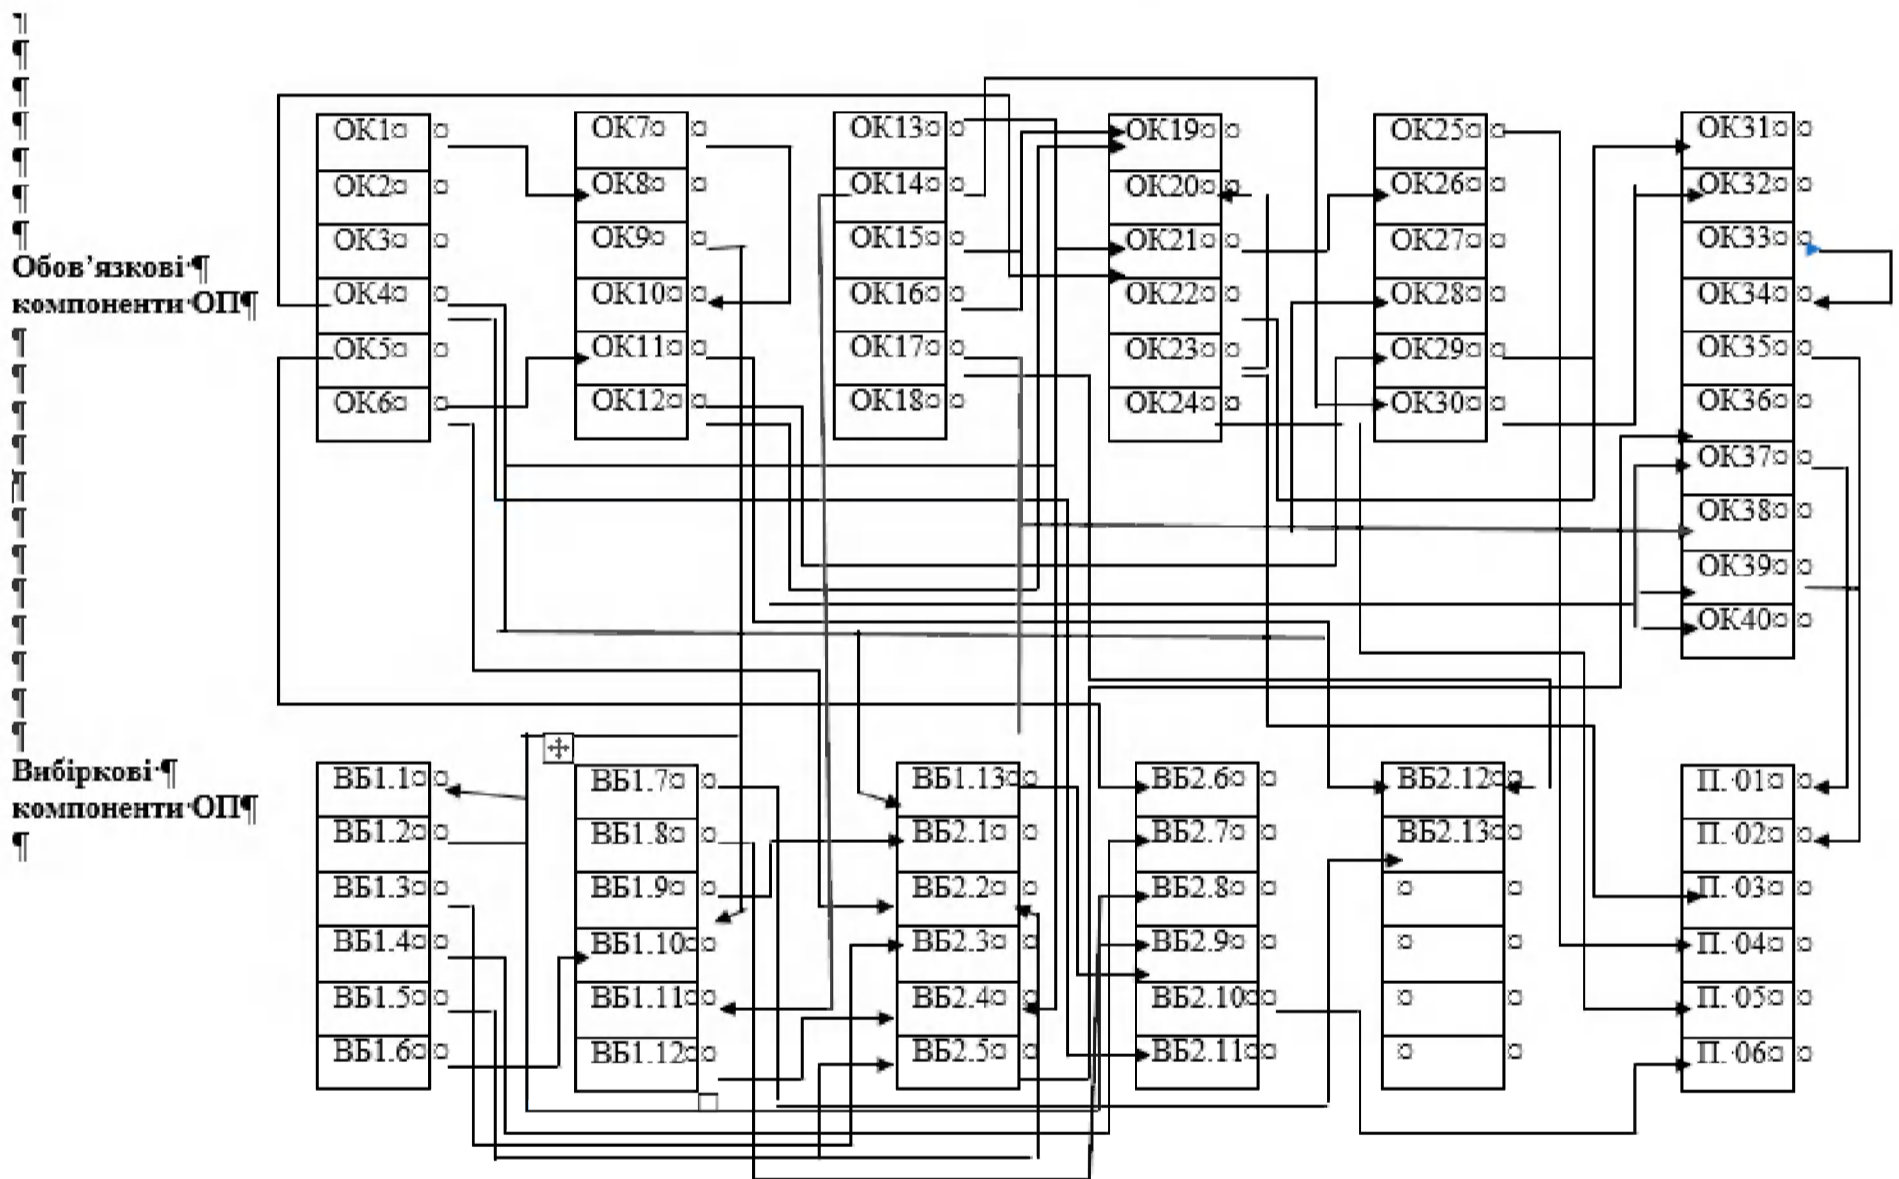 Обов’язкові
компоненти ОП
ОК1 ОК7 ОК13 ОК19 ОК25 ОК31
ОК2 ОК8 ОК14 ОК20 ОК26 ОК32
ОК3 ОК9 ОК15 ОК21 ОК27 ОК33
ОК4 ОК10 ОК16 ОК22 ОК28 ОК34
ОК5 ОК11 ОК17 ОК23 ОК29 ОК35
ОК6 ОК12 ОК18 ОК24 ОК30 ОК36
ОК37
ОК38
ОК39
ОК40
Вибіркові
компоненти ОП
ВБ1.1 ВБ1.7 ВБ1.13 ВБ2.6 ВБ2.12 П. 01
ВБ1.2 ВБ1.8 ВБ2.1 ВБ2.7 ВБ2.13 П. 02
ВБ1.3 ВБ1.9 ВБ2.2 ВБ2.8 П. 03
ВБ1.4 ВБ1.10 ВБ2.3 ВБ2.9 П. 04
ВБ1.5 ВБ1.11 ВБ2.4 ВБ2.10 П. 05
ВБ1.6 ВБ1.12 ВБ2.5 ВБ2.11 П. 06